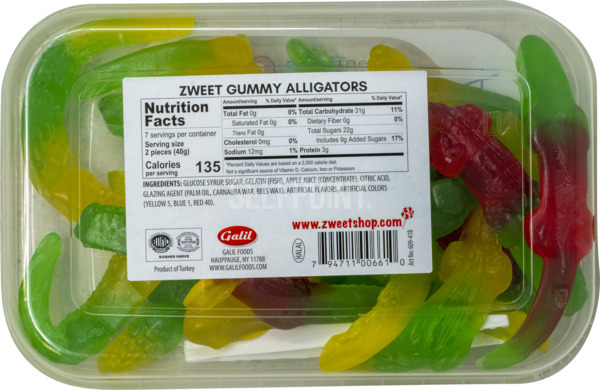 ZWEET GUMMY ALLIGATORS
Nutrition
Facts
7 servings per container
Serving size
2 pieces (40g)
Calories
per serving 135
Amount/serving % Daily Value*
Total Fat 0g 0%
Saturated Fat 0g 0%
Trans Fat 0g
Cholesterol 0mg 0%
Sodium 12mg 1%
Amount/serving % Daily Value*
Total Carbohydrate 31g 11%
Dietary Fiber 0g 0%
Total Sugars 22g
Includes 9g Added Sugars 17%
Protein 3g
*Percent Daily Values are based on a 2,000 calorie diet.
Not a significant source of Vitamin D, Calcium, Iron or Potassium
INGREDIENTS: GLUCOSE SYRUP, SUGAR, GELATIN (FISH), APPLE JUICE (CONCENTRATE), CITRIC ACID,
GLAZING AGENT (PALM OIL, CARNAUBA WAX, BEES WAX), ARTIFICIAL FLAVORS, ARTIFICIAL COLORS
(YELLOW 5, BLUE 1, RED 40).
www.zweetshop.com
KOSHER PARVE
Product of Turkey
Galil
GALIL FOODS
HAUPPAUGE, NY 11788
WWW.GALILFOODS.COM
HALAL
7 94711 00661 0
Art No: 609-41B